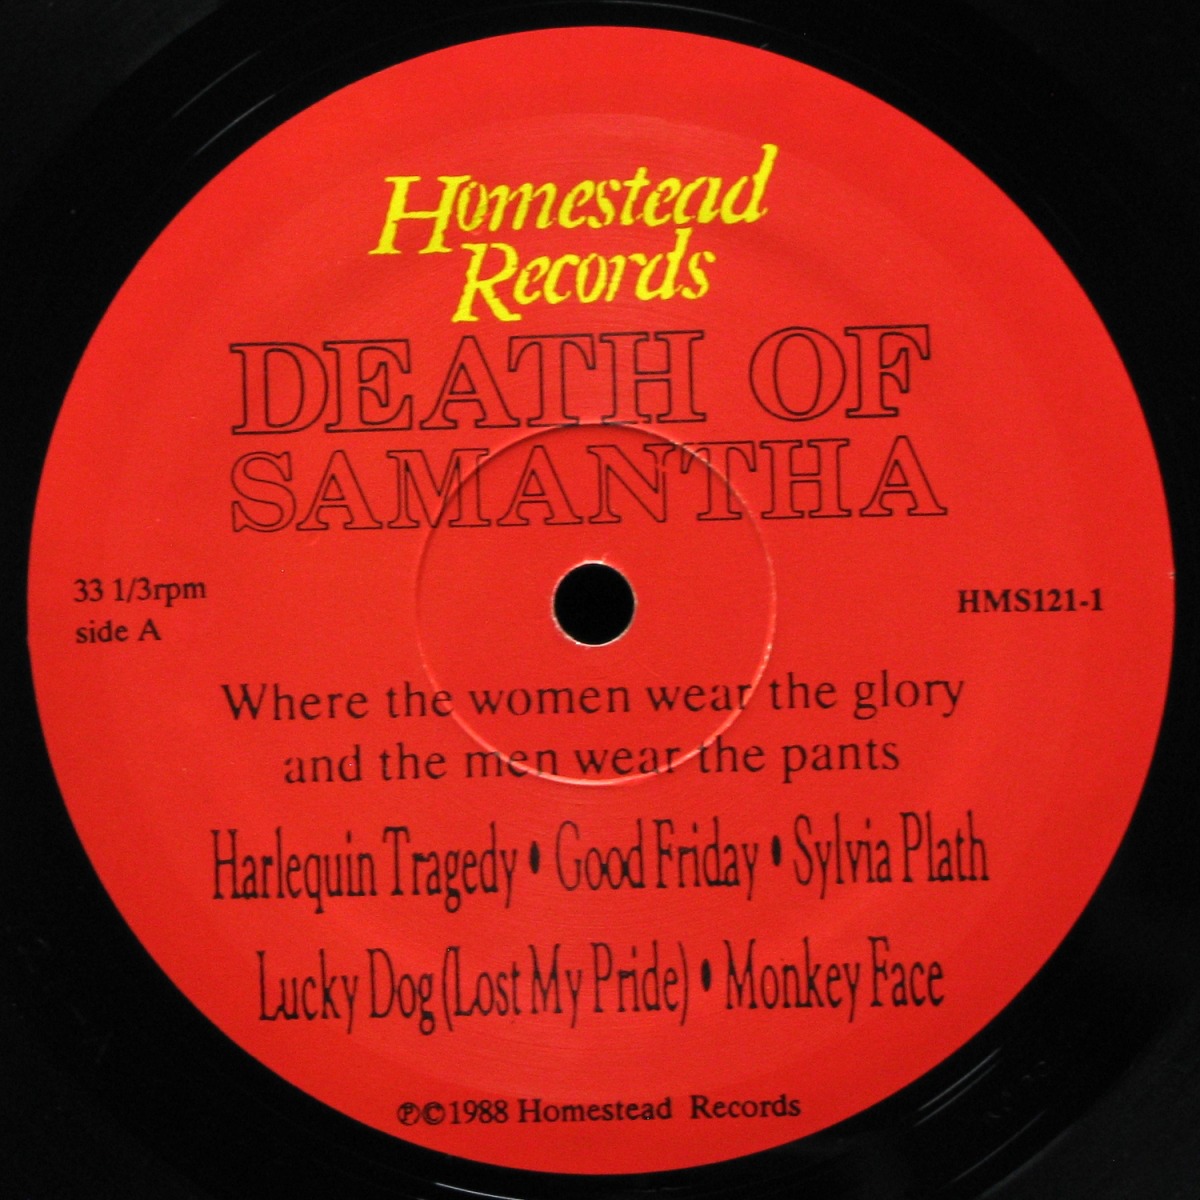 Homestead
Records
DEATH OF
SAMANTHA
33 1/3rpm
side A
HMS121-1
Where the women wear the glory
and the men wear the pants
Harlequin Tragedy • Good Friday • Sylvia Plath
Lucky Dog (Lost My Pride) • Monkey Face
℗©1988 Homestead Records